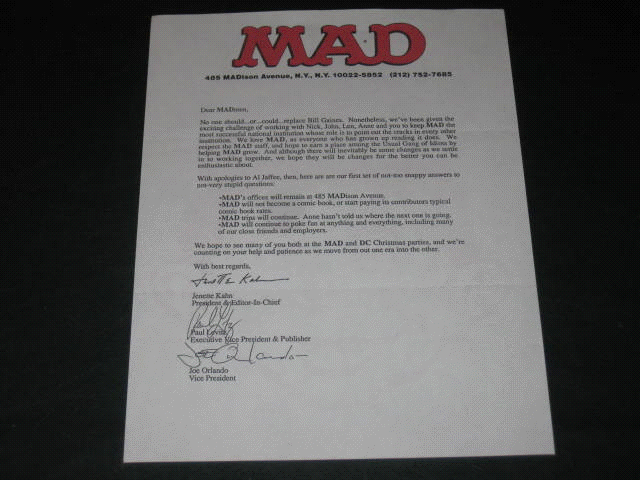 MAD
485 MADison Avenue, N.Y., N.Y. 10022-5852 (212) 752-7685
Dear MADmen,
No one should...or...could...replace Bill Gaines. Nonetheless, we've been given the
exciting challenge of working with Nick, John, Len, Anne and you to keep MAD the
most successful national institution whose role is to point out the cracks in every other
institution. We love MAD, as everyone who has grown up reading it does. We
respect the MAD staff, and hope to earn a place among the Usual Gang of Idiots by
helping MAD grow. And although there will inevitably be some changes as we settle
in to working together, we hope they will be changes for the better you can be
enthusiastic about.
With apologies to Al Jaffee, then, here are our first set of not-too snappy answers to
not-very stupid questions:
•MAD's offices will remain at 485 MADison Avenue.
•MAD will not become a comic book, or start paying its contributors typical
comic book rates.
•MAD trips will continue. Anne hasn't told us where the next one is going.
•MAD will continue to poke fun at anything and everything, including many
of our close friends and employers.
We hope to see many of you both at the MAD and DC Christmas parties, and we're
counting on your help and patience as we move from out one era into the other.
With best regards,
Jenette Kahn
Jenette Kahn
President & Editor-In-Chief
Paul Levitz
Executive Vice President & Publisher
Joe Orlando
Joe Orlando
Vice President